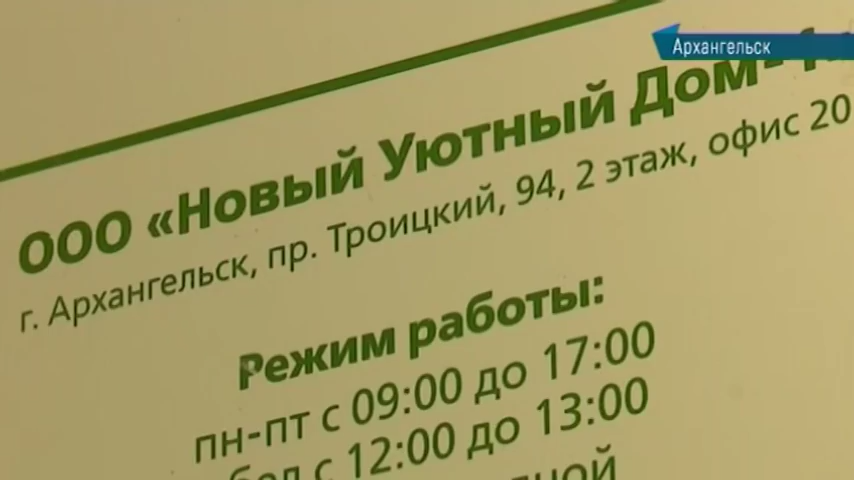 Архангельск
ООО «Новый Уютный Дом-
г. Архангельск, пр. Троицкий, 94, 2 этаж, офис 20
Режим работы:
пн-пт с 09:00 до 17:00
с 12:00 до 13:00